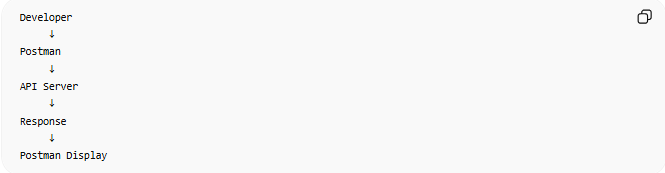 Developer
↓
Postman
↓
API Server
↓
Response
↓
Postman Display